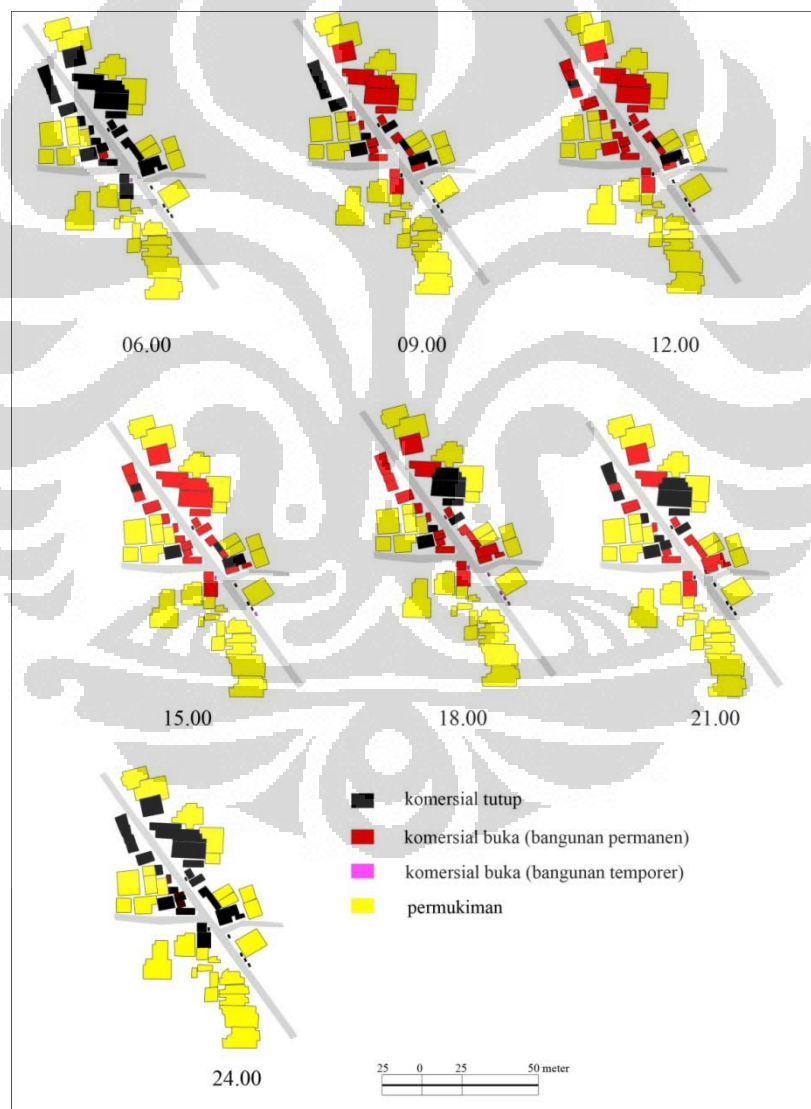 06.00
09.00
12.00
15.00
18.00
21.00
24.00
komersial tutup
komersial buka (bangunan permanen)
komersial buka (bangunan temporer)
permukiman
25 0 25 50 meter